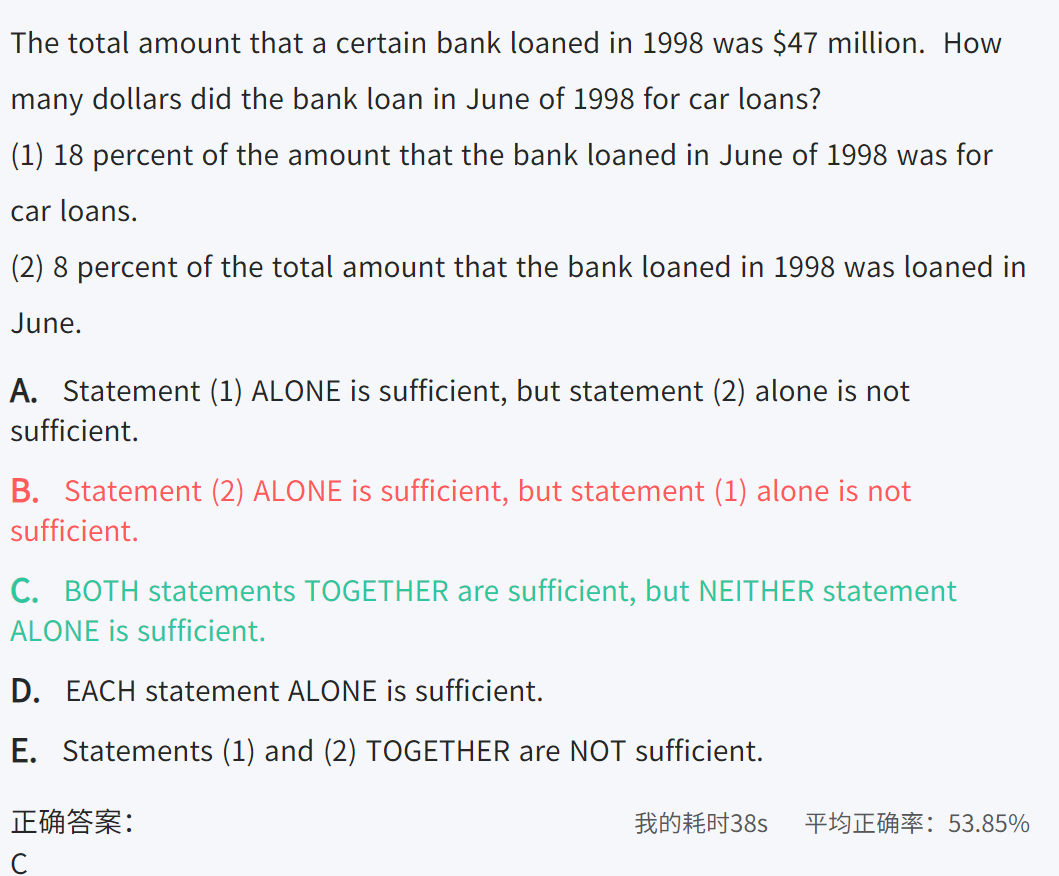 The total amount that a certain bank loaned in 1998 was $47 million.  How
many dollars did the bank loan in June of 1998 for car loans?
(1) 18 percent of the amount that the bank loaned in June of 1998 was for
car loans.
(2) 8 percent of the total amount that the bank loaned in 1998 was loaned in
June.
A. Statement (1) ALONE is sufficient, but statement (2) alone is not
sufficient.
B. Statement (2) ALONE is sufficient, but statement (1) alone is not
sufficient.
C. BOTH statements TOGETHER are sufficient, but NEITHER statement
ALONE is sufficient.
D. EACH statement ALONE is sufficient.
E. Statements (1) and (2) TOGETHER are NOT sufficient.
正确答案： 我的耗时38s 平均正确率：53.85%
C